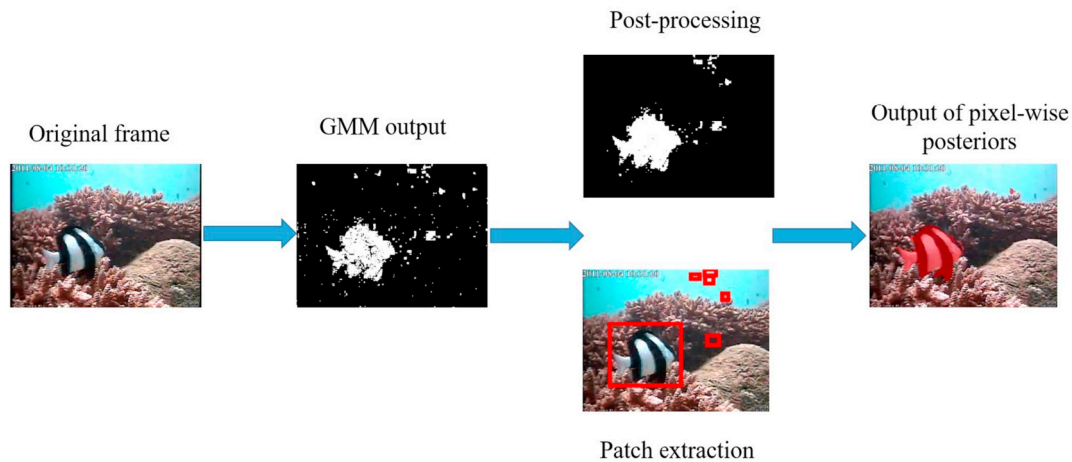 Post-processing
Original frame
GMM output
Output of pixel-wise
posteriors
Patch extraction